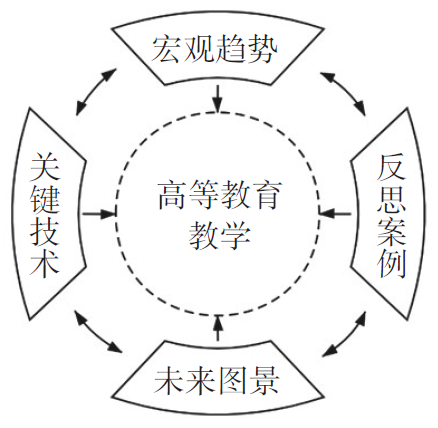 宏观趋势
关键技术
高等教育
教学
反思案例
未来图景